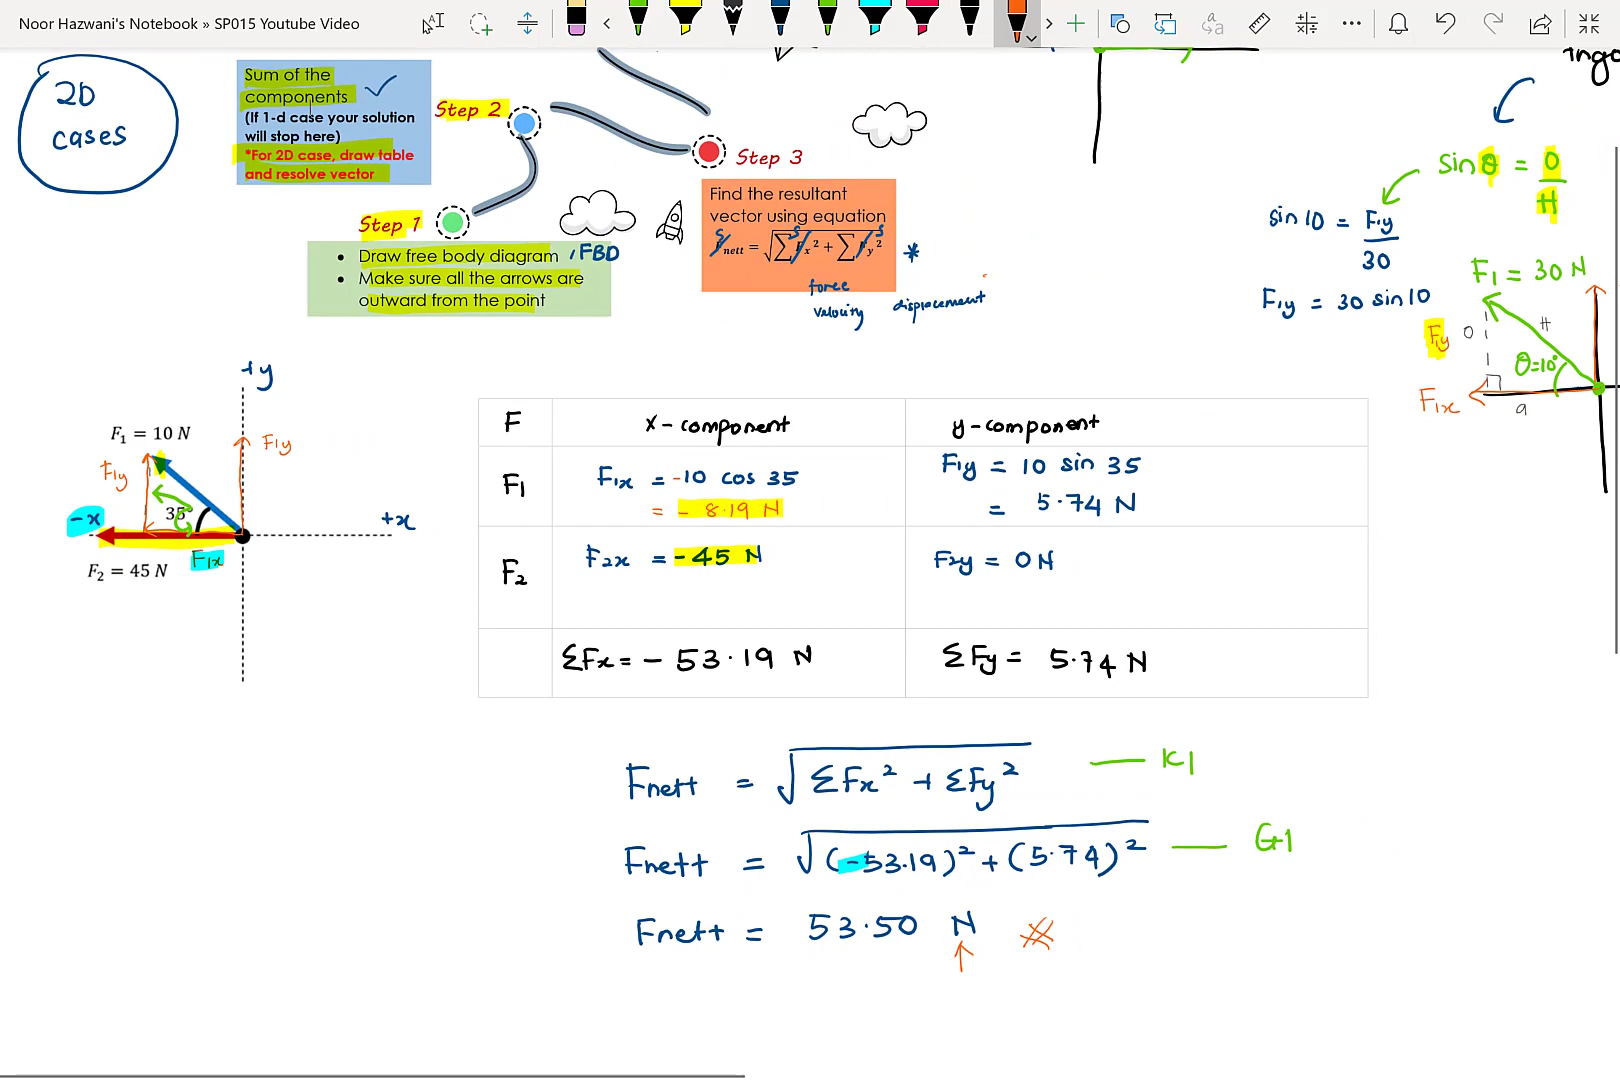 Noor Hazwani's Notebook » SP015 Youtube Video
2D
cases
Sum of the
components
(If 1-d case your solution
will stop here)
*For 2D case, draw table
and resolve vector
Step 2
Step 3
Find the resultant
vector using equation
force
velocity
displacement
Step 1
• Draw free body diagram , FBD
• Make sure all the arrows are
outward from the point
sin θ = O/H
sin 10 = F1y/30
F1y = 30 sin 10
F1 = 30 N
F1y
O
H
θ=10°
F1x
a
+y
F₁ = 10 N
F1y
F1y
35°
-x
+x
F1x
F₂ = 45 N
F x-component y-component
F1 F1x = -10 cos 35 F1y = 10 sin 35
= -8.19 N = 5.74 N
F2 F2x = -45 N F2y = 0 N
ΣFx = - 53.19 N ΣFy = 5.74 N
Fnett = √ΣFx² + ΣFy² — K1
Fnett = √(-53.19)² + (5.74)² — G1
Fnett = 53.50 N